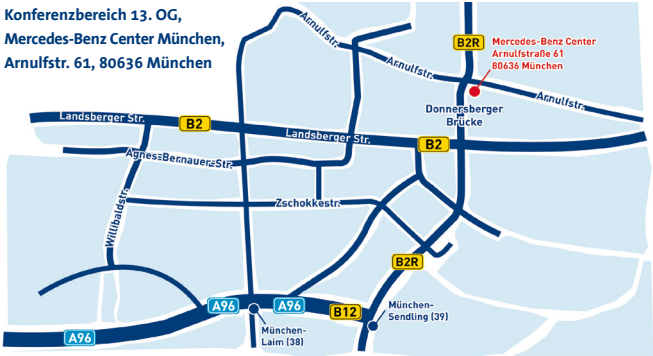 Konferenzbereich 13. OG,
Mercedes-Benz Center München,
Arnulfstr. 61, 80636 München
Arnulfstr.
B2R
Mercedes-Benz Center
Arnulfstraße 61
80636 München
Arnulfstr.
Arnulfstr.
Donnersberger
Brücke
Landsberger Str.
B2
Landsberger Str.
B2
Agnes-Bernauer-Str.
Zschokkestr.
Willibaldstr.
B2R
A96
A96
B12
München-
Sendling (39)
München-
Laim (38)
A96